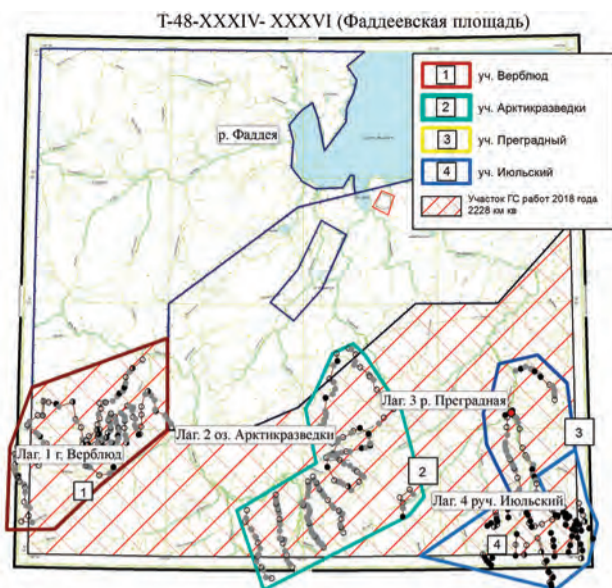 Т-48-XXXIV- XXXVI (Фаддеевская площадь)
1 уч. Верблюд
2 уч. Арктикразведки
3 уч. Преградный
4 уч. Июльский
Участок ГС работ 2018 года
2228 км кв
р. Фаддея
Лаг. 3 р. Преградная
Лаг. 2 оз. Арктикразведки
3
Лаг. 1 г. Верблюд
2
1
Лаг. 4 руч. Июльский
4